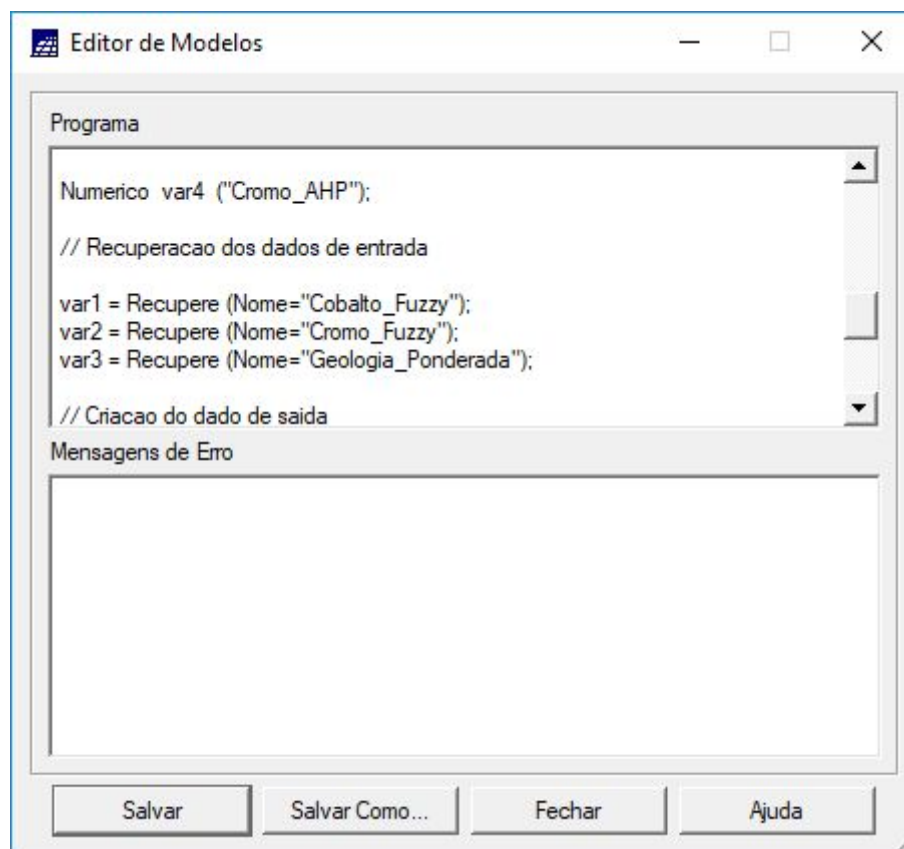 Editor de Modelos
Programa
Numerico var4 ("Cromo_AHP");
// Recuperacao dos dados de entrada
var1 = Recupere (Nome="Cobalto_Fuzzy");
var2 = Recupere (Nome="Cromo_Fuzzy");
var3 = Recupere (Nome="Geologia_Ponderada");
// Criacao do dado de saida
Mensagens de Erro
Salvar
Salvar Como...
Fechar
Ajuda